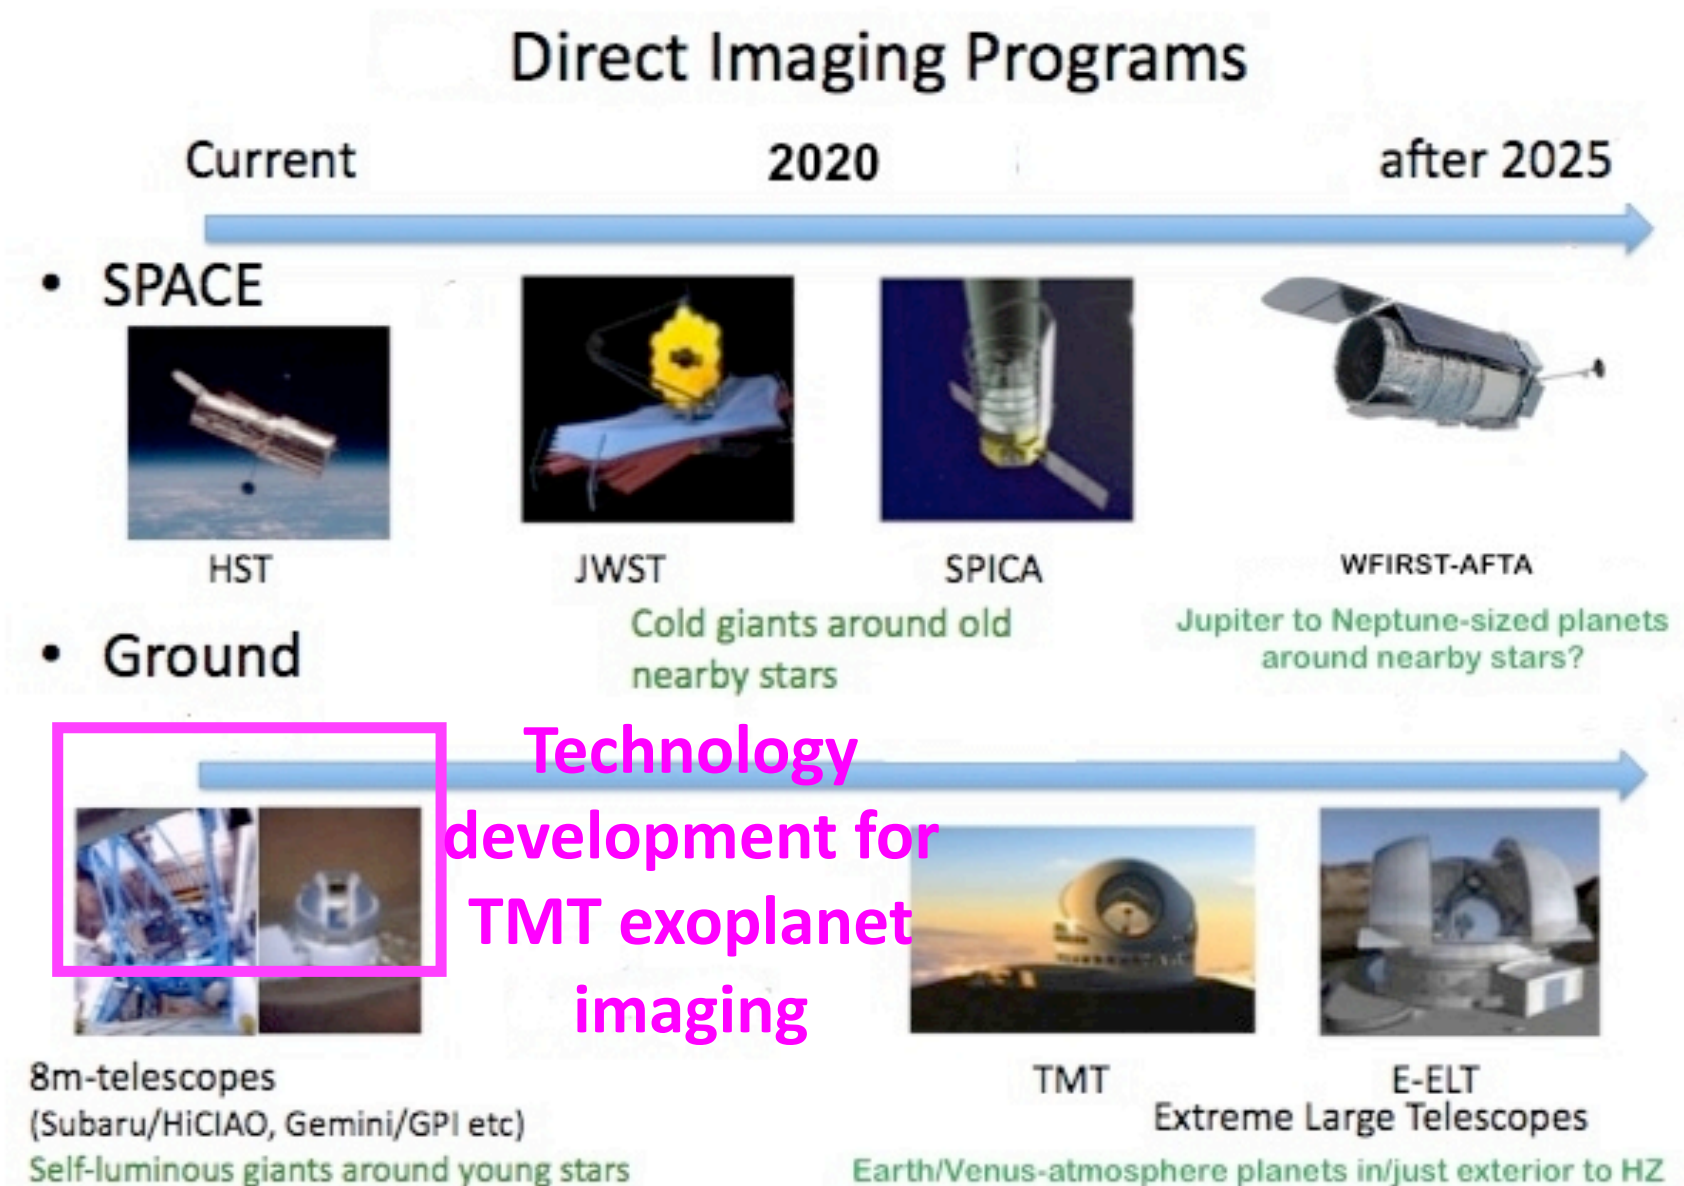 Direct Imaging Programs
Current 2020 after 2025
• SPACE
HST JWST SPICA WFIRST-AFTA
Cold giants around old
nearby stars
Jupiter to Neptune-sized planets
around nearby stars?
• Ground
Technology
development for
TMT exoplanet
imaging
8m-telescopes
(Subaru/HiCIAO, Gemini/GPI etc)
Self-luminous giants around young stars
TMT E-ELT
Extreme Large Telescopes
Earth/Venus-atmosphere planets in/just exterior to HZ